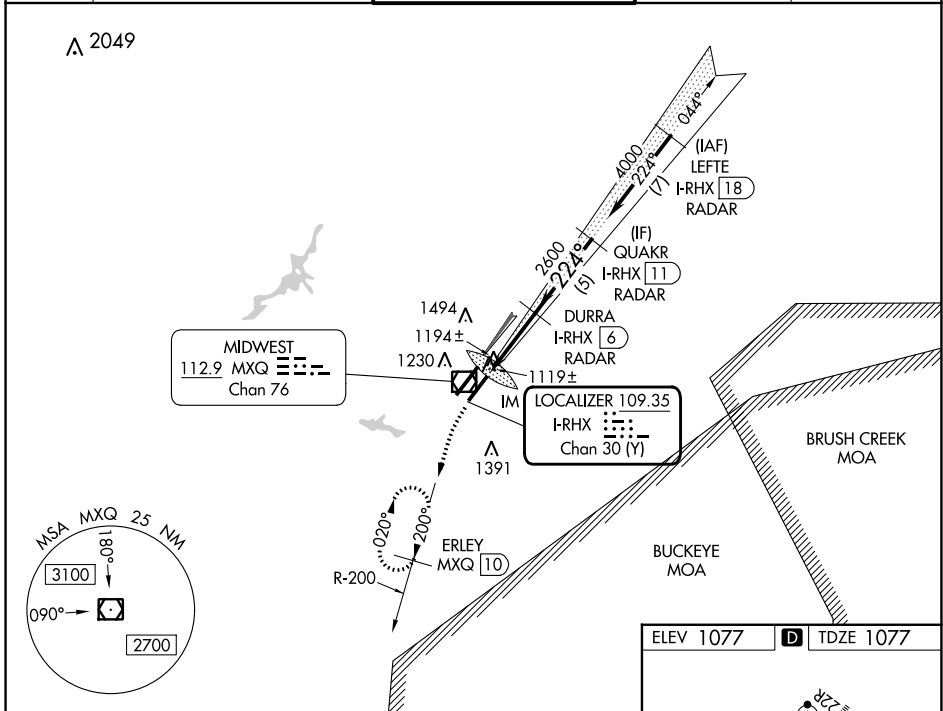 2049
044°
4000
224°
(7)
(IAF)
LEFTE
I-RHX 18
RADAR
2600
224°
(5)
(IF)
QUAKR
I-RHX 11
RADAR
1494
1194±
1230
DURRA
I-RHX 6
RADAR
1119±
IM
MIDWEST
112.9 MXQ
Chan 76
LOCALIZER 109.35
I-RHX
Chan 30 (Y)
1391
BRUSH CREEK
MOA
BUCKEYE
MOA
020°
200°
ERLEY
MXQ 10
R-200
MSA MXQ 25 NM
180°
3100
090°
2700
ELEV 1077 D TDZE 1077
22R